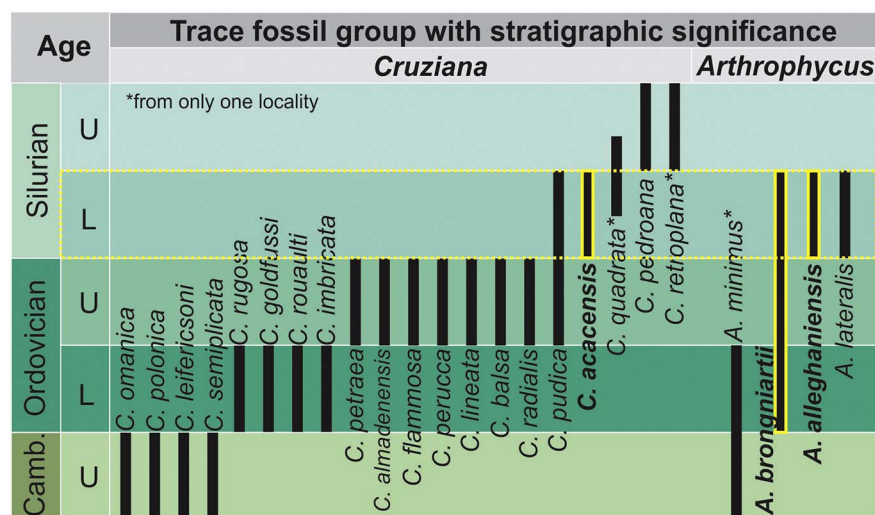 Age
Trace fossil group with stratigraphic significance
Cruziana
Arthrophycus
*from only one locality
Silurian
U
L
Ordovician
U
L
Camb.
U
C. omanica
C. polonica
C. leifericsoni
C. semiplicata
C. rugosa
C. goldfussi
C. rouaulti
C. imbricata
C. petraea
C. almadenensis
C. flammosa
C. perucca
C. lineata
C. balsa
C. radialis
C. pudica
C. acacensis
C. quadrata*
C. pedroana
C. retroplana*
A. minimus*
A. brongniartii
A. alleghaniensis
A. lateralis